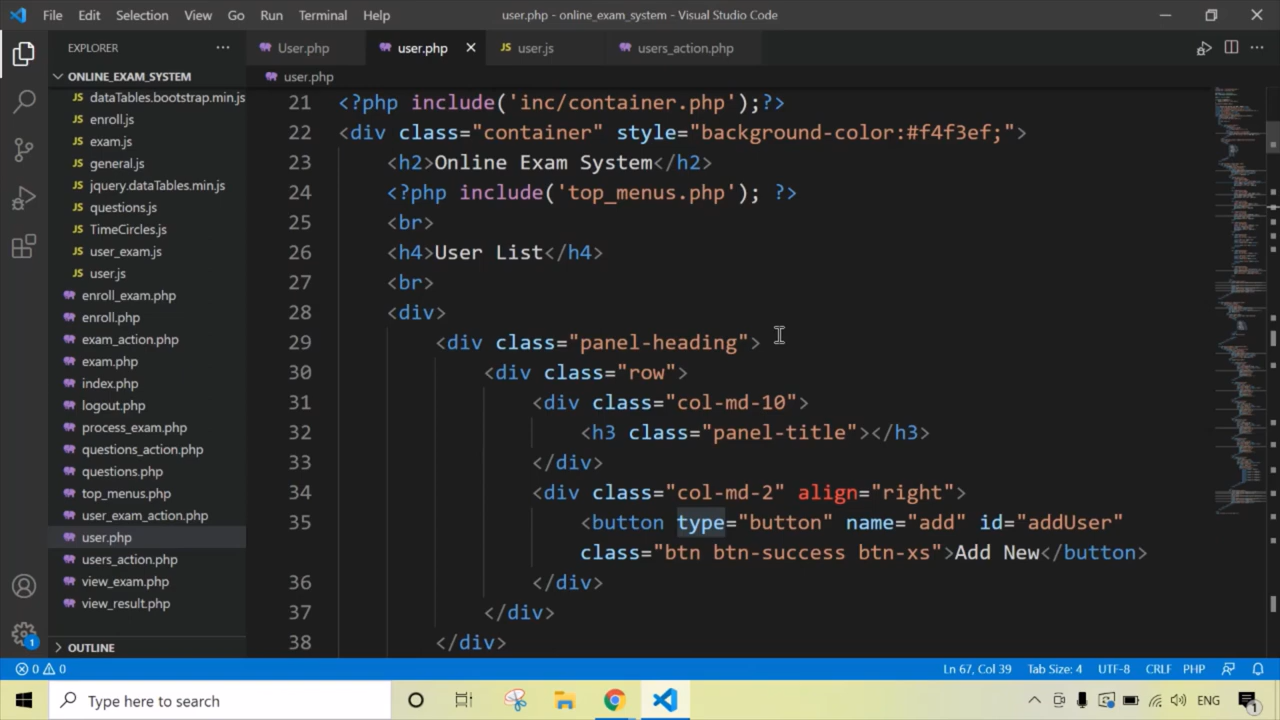 File Edit Selection View Go Run Terminal Help user.php - online_exam_system - Visual Studio Code
EXPLORER ···
User.php user.php user.js users_action.php
ONLINE_EXAM_SYSTEM
user.php
dataTables.bootstrap.min.js
enroll.js
exam.js
general.js
jquery.dataTables.min.js
questions.js
TimeCircles.js
user_exam.js
user.js
enroll_exam.php
enroll.php
exam_action.php
exam.php
index.php
logout.php
process_exam.php
questions_action.php
questions.php
top_menus.php
user_exam_action.php
user.php
users_action.php
view_exam.php
view_result.php
OUTLINE
21 <?php include('inc/container.php');?>
22 <div class="container" style="background-color:#f4f3ef;">
23 <h2>Online Exam System</h2>
24 <?php include('top_menus.php'); ?>
25 <br>
26 <h4>User List</h4>
27 <br>
28 <div>
29 <div class="panel-heading">
30 <div class="row">
31 <div class="col-md-10">
32 <h3 class="panel-title"></h3>
33 </div>
34 <div class="col-md-2" align="right">
35 <button type="button" name="add" id="addUser"
class="btn btn-success btn-xs">Add New</button>
36 </div>
37 </div>
38 </div>
0 0 Ln 67, Col 39 Tab Size: 4 UTF-8 CRLF PHP
1
Type here to search ENG 1